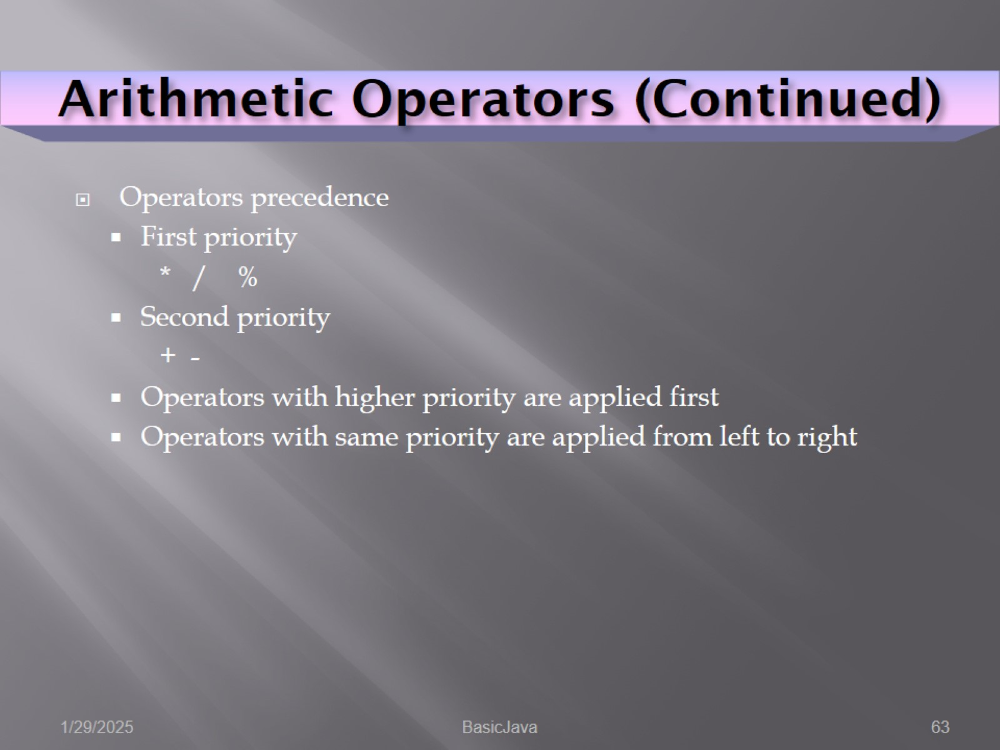 Arithmetic Operators (Continued)
Operators precedence
First priority
* / %
Second priority
+ -
Operators with higher priority are applied first
Operators with same priority are applied from left to right
1/29/2025 BasicJava 63